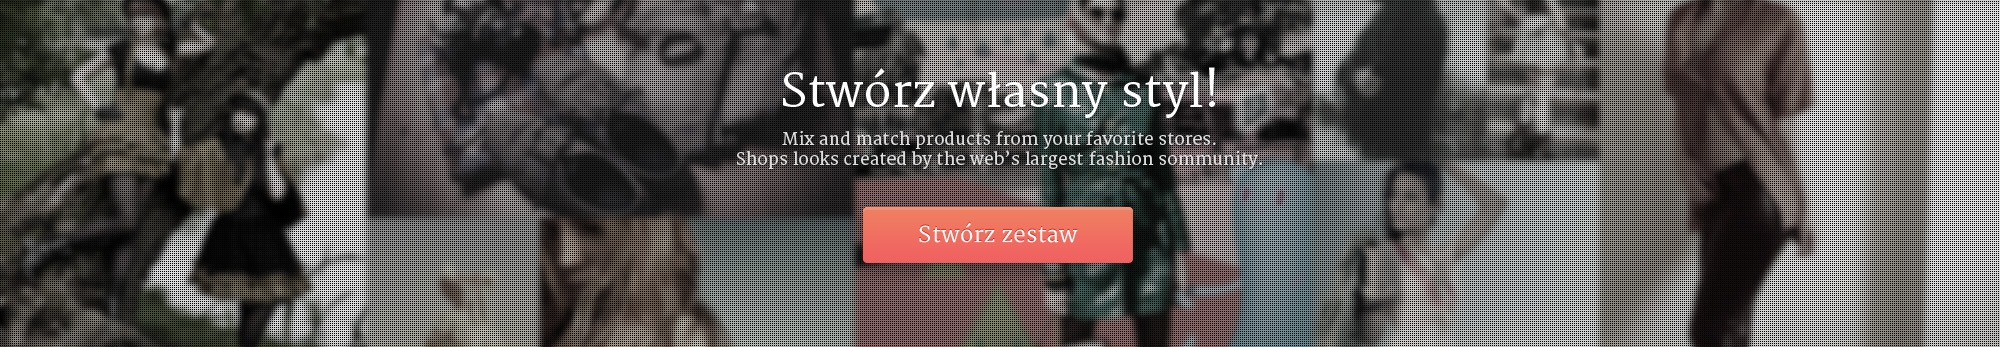 Stwórz własny styl!
Mix and match products from your favorite stores.
Shops looks created by the web’s largest fashion sommunity.
Stwórz zestaw